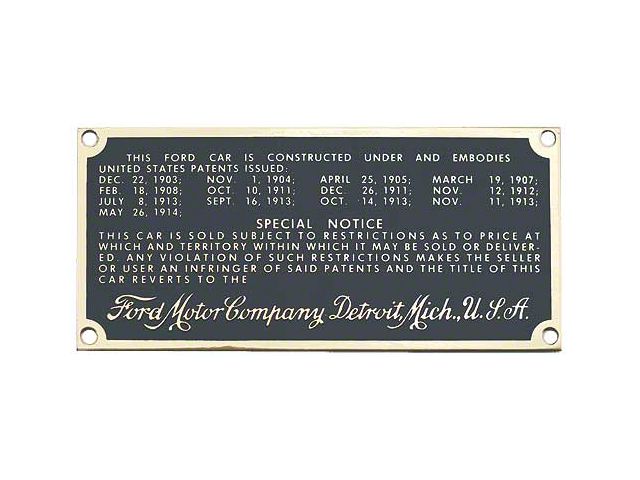 THIS FORD CAR IS CONSTRUCTED UNDER AND EMBODIES
UNITED STATES PATENTS ISSUED:
DEC. 22, 1903; NOV. 1, 1904; APRIL 25, 1905; MARCH 19, 1907;
FEB. 18, 1908; OCT. 10, 1911; DEC. 26, 1911; NOV. 12, 1912;
JULY 8, 1913; SEPT. 16, 1913; OCT. 14, 1913; NOV. 11, 1913;
MAY 26, 1914;
SPECIAL NOTICE
THIS CAR IS SOLD SUBJECT TO RESTRICTIONS AS TO PRICE AT
WHICH AND TERRITORY WITHIN WHICH IT MAY BE SOLD OR DELIVER-
ED. ANY VIOLATION OF SUCH RESTRICTIONS MAKES THE SELLER
OR USER AN INFRINGER OF SAID PATENTS AND THE TITLE OF THIS
CAR REVERTS TO THE
Ford Motor Company, Detroit, Mich., U.S.A.